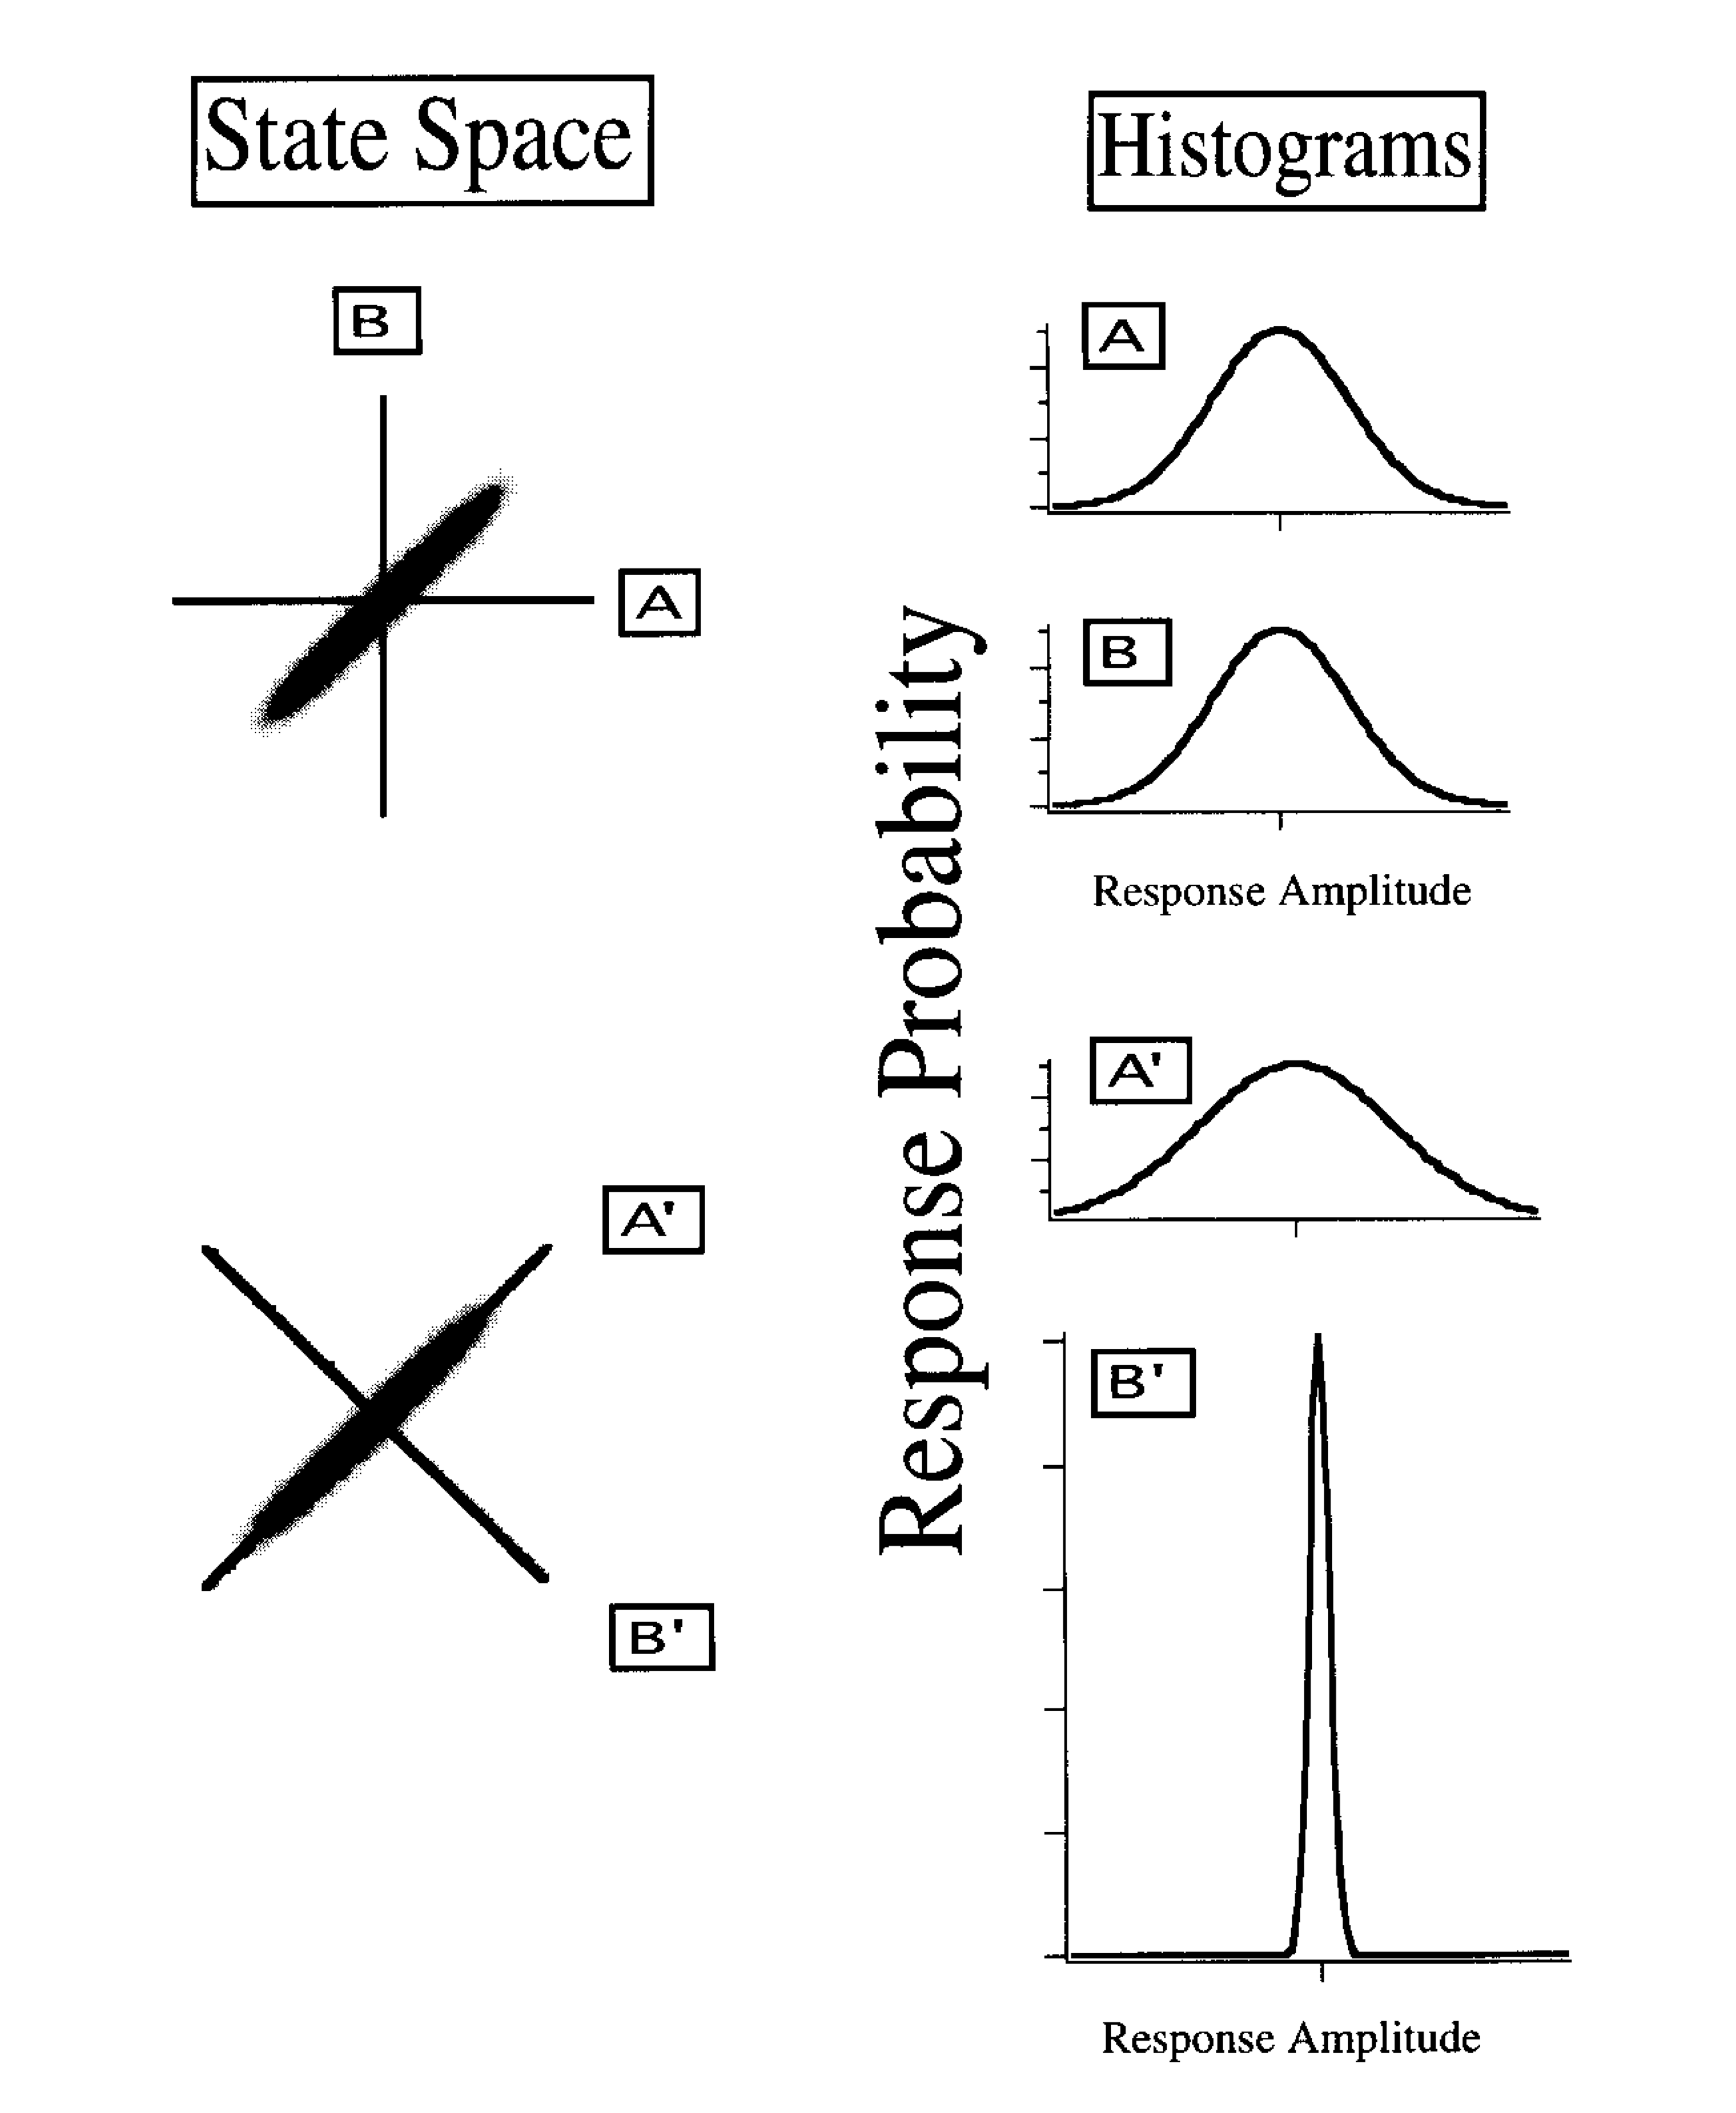 State Space
Histograms
B
A
A
B
Response Amplitude
Response Probability
A'
B'
A'
B'
Response Amplitude